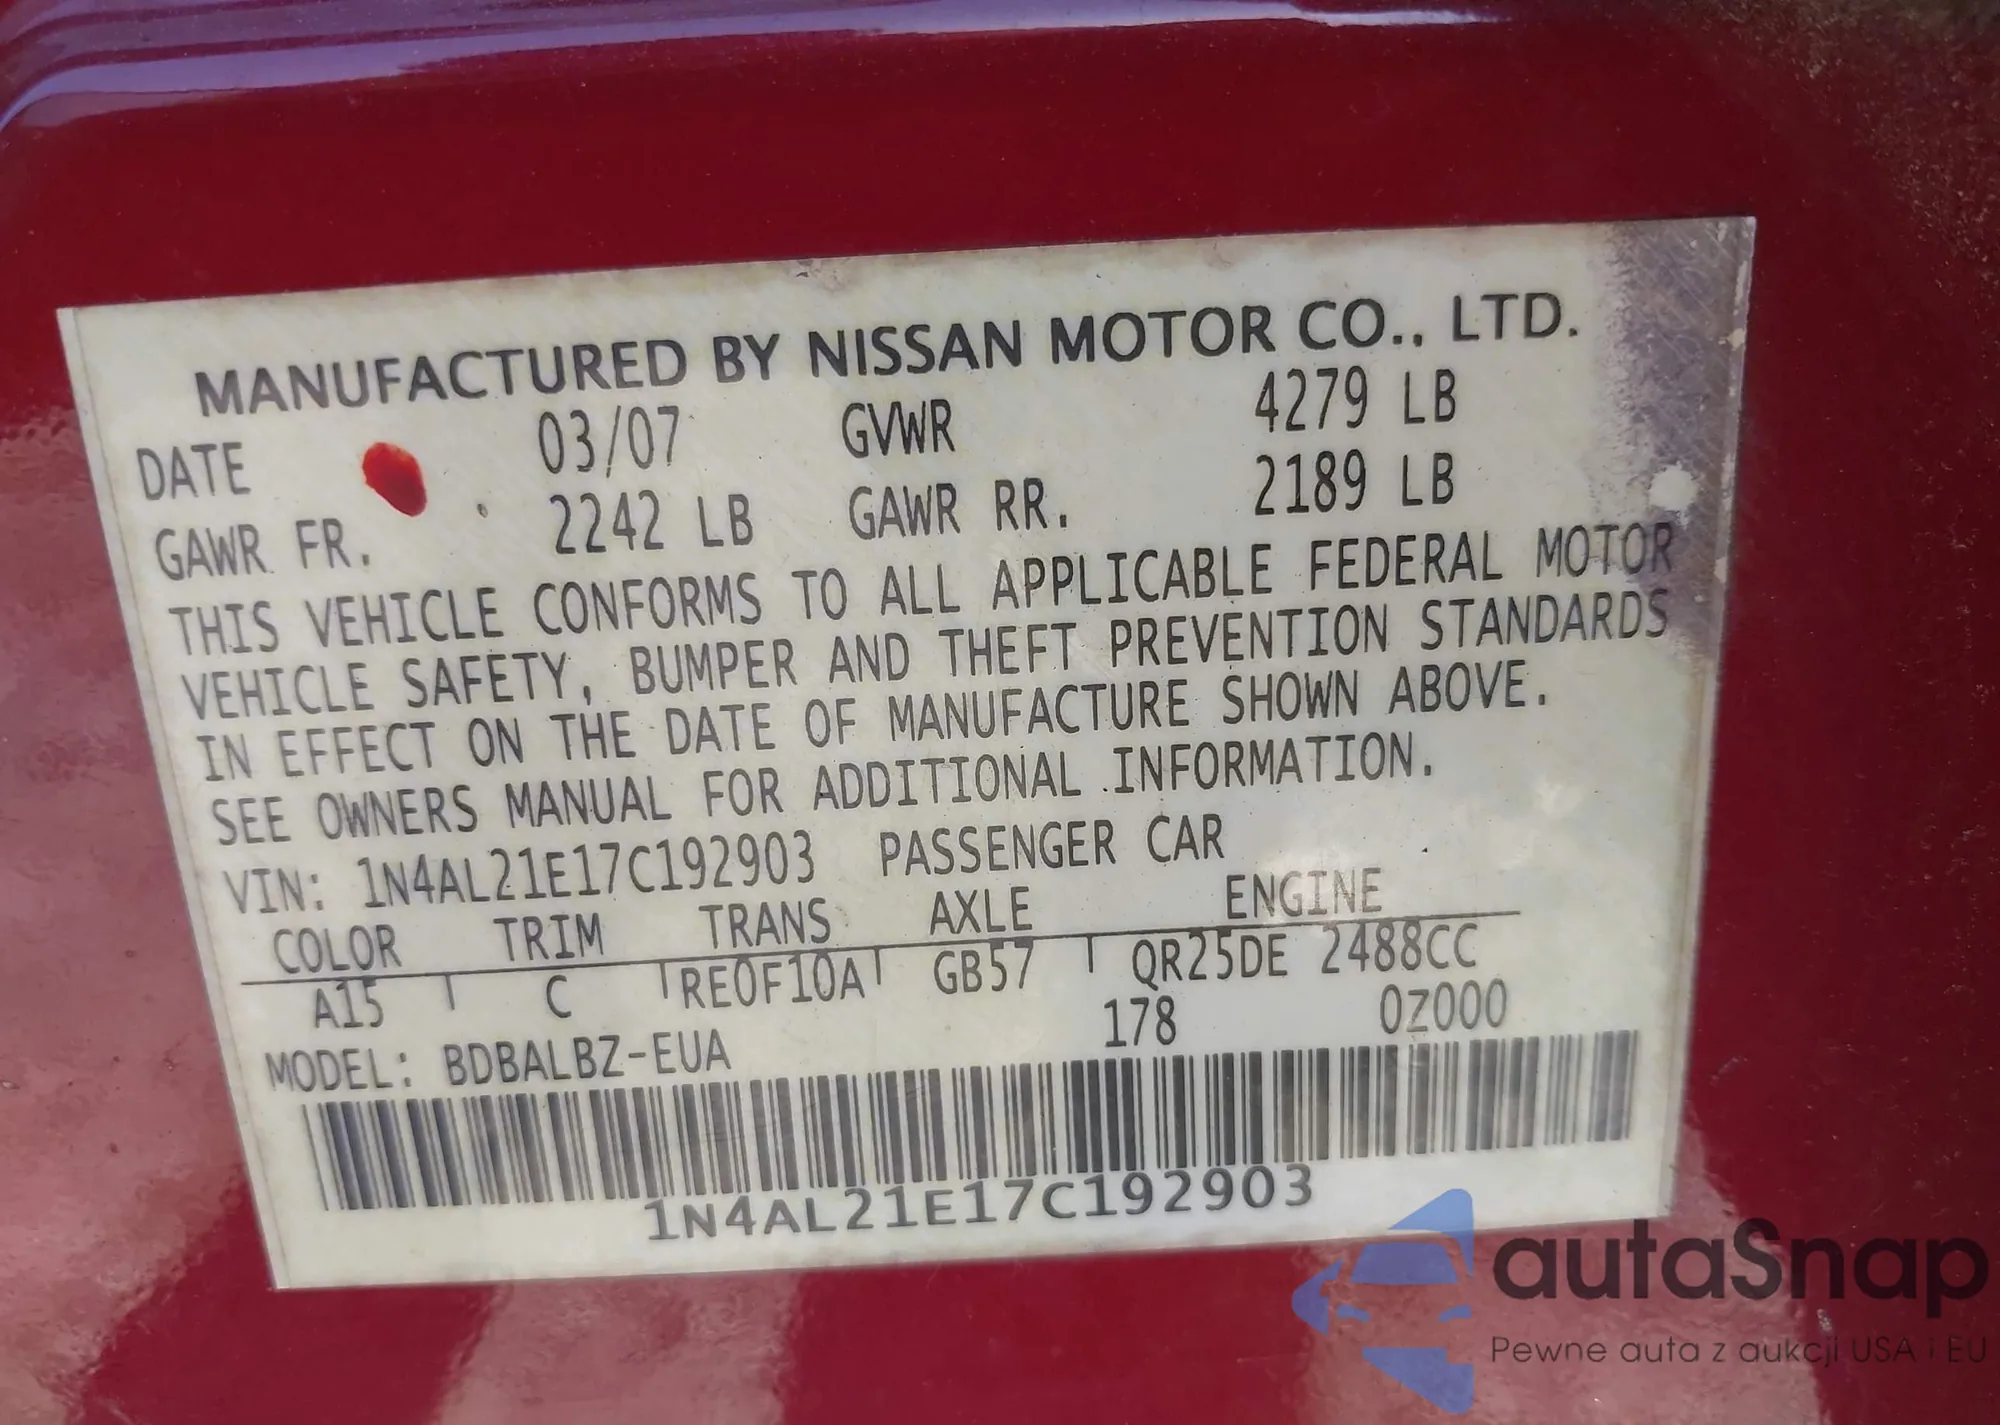 MANUFACTURED BY NISSAN MOTOR CO., LTD.
DATE 03/07 GVWR 4279 LB
GAWR FR. 2242 LB GAWR RR. 2189 LB
THIS VEHICLE CONFORMS TO ALL APPLICABLE FEDERAL MOTOR
VEHICLE SAFETY, BUMPER AND THEFT PREVENTION STANDARDS
IN EFFECT ON THE DATE OF MANUFACTURE SHOWN ABOVE.
SEE OWNERS MANUAL FOR ADDITIONAL INFORMATION.
VIN: 1N4AL21E17C192903 PASSENGER CAR
COLOR TRIM TRANS AXLE ENGINE
A15 C RE0F10A GB57 QR25DE 2488CC
178 0Z000
MODEL: BDBALBZ-EUA
1N4AL21E17C192903
autaSnap
Pewne auta z aukcji USA i EU